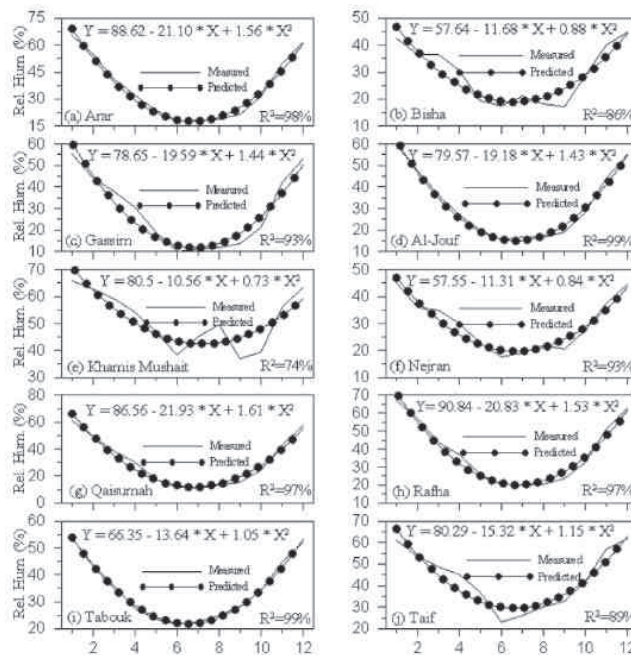 Y = 88.62 - 21.10 * X + 1.56 * X²
Rel. Hum. (%)
75
60
45
30
15
Measured
Predicted
(a) Arar
R²=98%
Y = 57.64 - 11.68 * X + 0.88 * X²
50
40
30
20
10
Measured
Predicted
(b) Bisha
R²=86%
Y = 78.65 - 19.59 * X + 1.44 * X²
Rel. Hum. (%)
60
50
40
30
20
10
Measured
Predicted
(c) Gassim
R²=93%
Y = 79.57 - 19.18 * X + 1.43 * X²
60
50
40
30
20
10
Measured
Predicted
(d) Al-Jouf
R²=99%
Y = 80.5 - 10.56 * X + 0.73 * X²
Rel. Hum. (%)
70
60
50
40
30
Measured
Predicted
(e) Khamis Mushait
R²=74%
Y = 57.55 - 11.31 * X + 0.84 * X²
50
40
30
20
10
Measured
Predicted
(f) Nejran
R²=93%
Y = 86.56 - 21.93 * X + 1.61 * X²
Rel. Hum. (%)
80
60
40
20
0
Measured
Predicted
(g) Qaisumah
R²=97%
Y = 90.84 - 20.83 * X + 1.53 * X²
70
60
50
40
30
20
10
Measured
Predicted
(h) Rafha
R²=97%
Y = 66.35 - 13.64 * X + 1.05 * X²
Rel. Hum. (%)
60
50
40
30
20
Measured
Predicted
(i) Tabouk
R²=99%
2 4 6 8 10 12
Y = 80.29 - 15.32 * X + 1.15 * X²
70
60
50
40
30
20
Measured
Predicted
(j) Taif
R²=89%
2 4 6 8 10 12